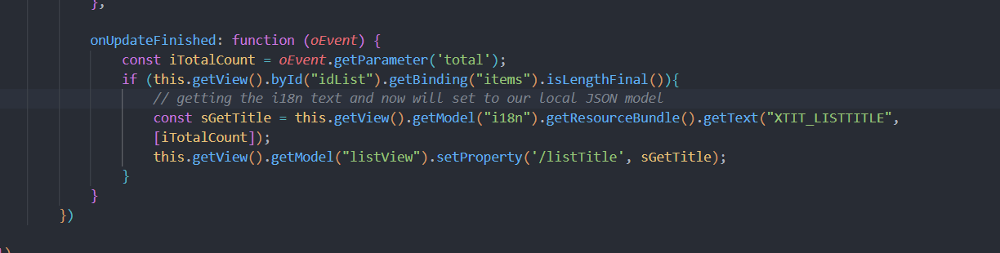 },
onUpdateFinished: function (oEvent) {
const iTotalCount = oEvent.getParameter('total');
if (this.getView().byId("idList").getBinding("items").isLengthFinal()){
// getting the i18n text and now will set to our local JSON model
const sGetTitle = this.getView().getModel("i18n").getResourceBundle().getText("XTIT_LISTTITLE",
[iTotalCount]);
this.getView().getModel("listView").setProperty('/listTitle', sGetTitle);
}
}
})